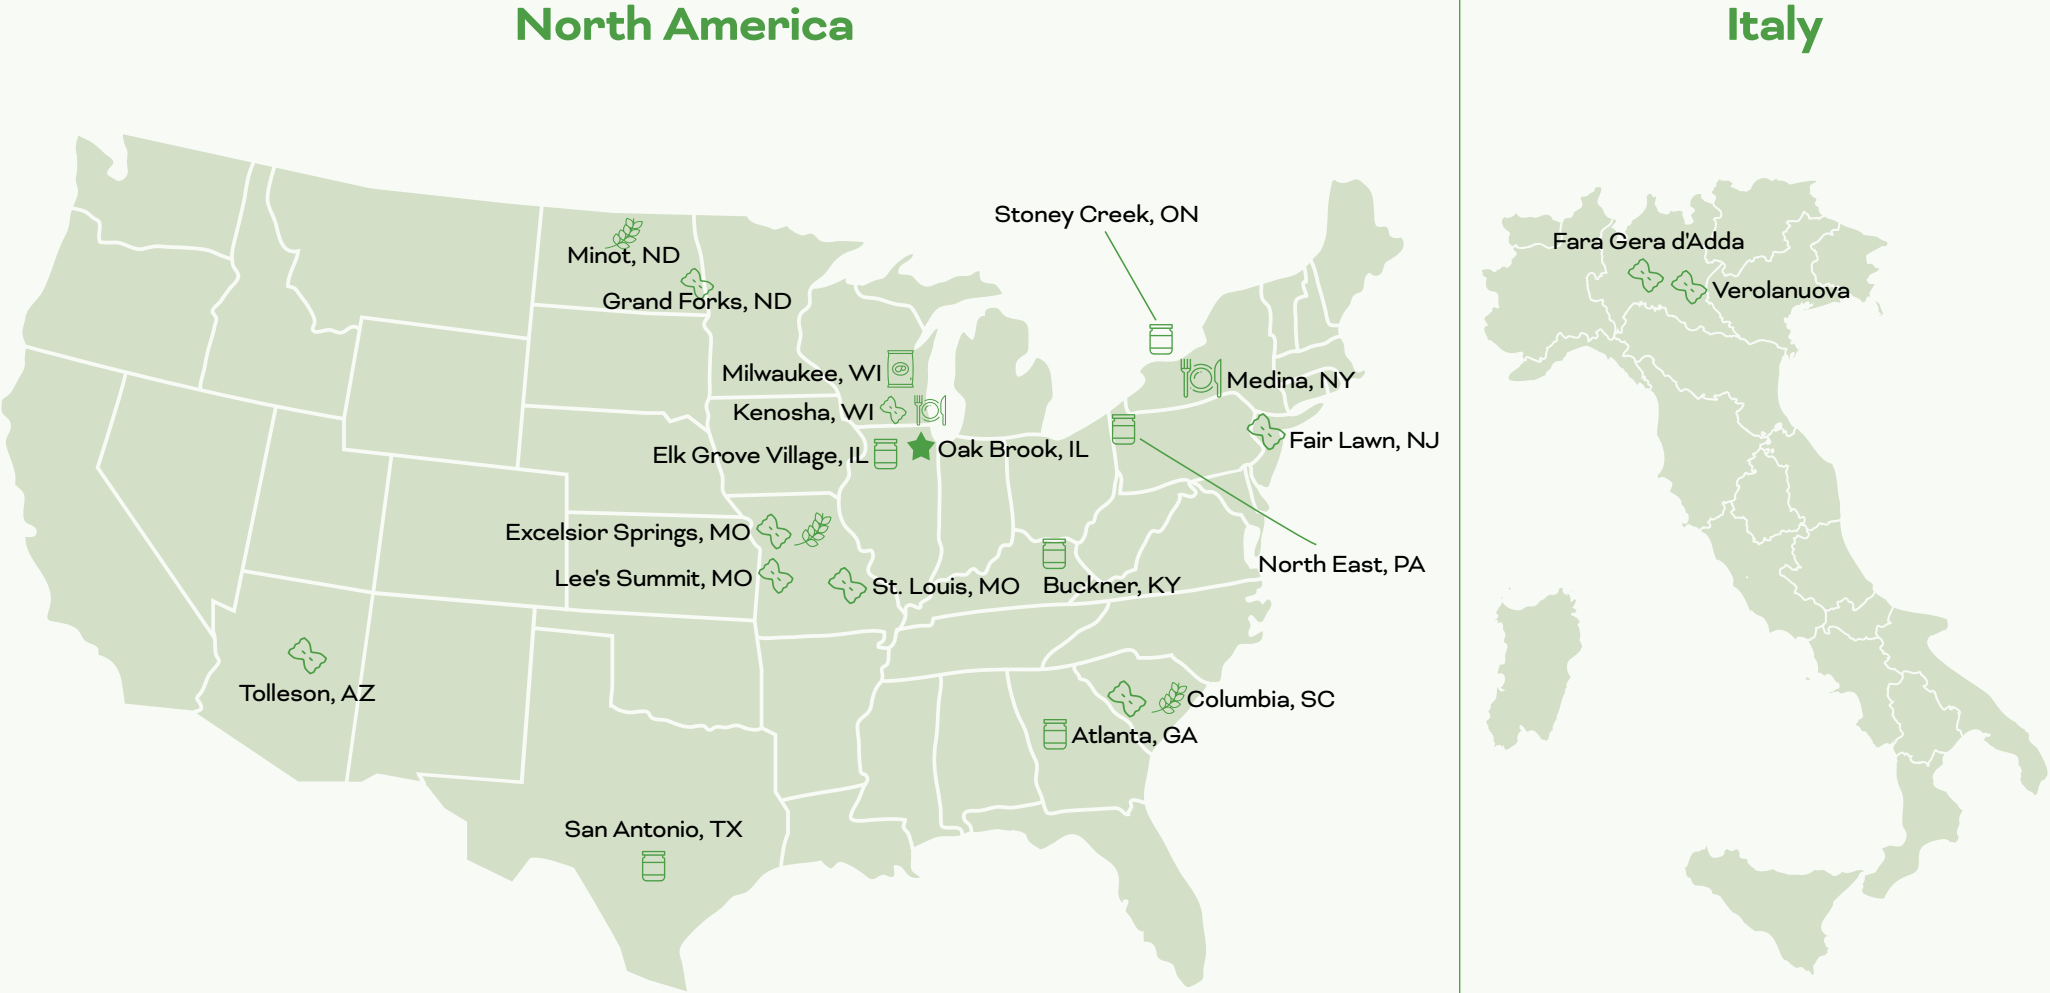 North America
Italy
Stoney Creek, ON
Minot, ND
Grand Forks, ND
Fara Gera d'Adda
Verolanuova
Milwaukee, WI
Medina, NY
Kenosha, WI
Fair Lawn, NJ
Elk Grove Village, IL
Oak Brook, IL
Excelsior Springs, MO
North East, PA
Lee's Summit, MO
St. Louis, MO
Buckner, KY
Tolleson, AZ
Columbia, SC
Atlanta, GA
San Antonio, TX